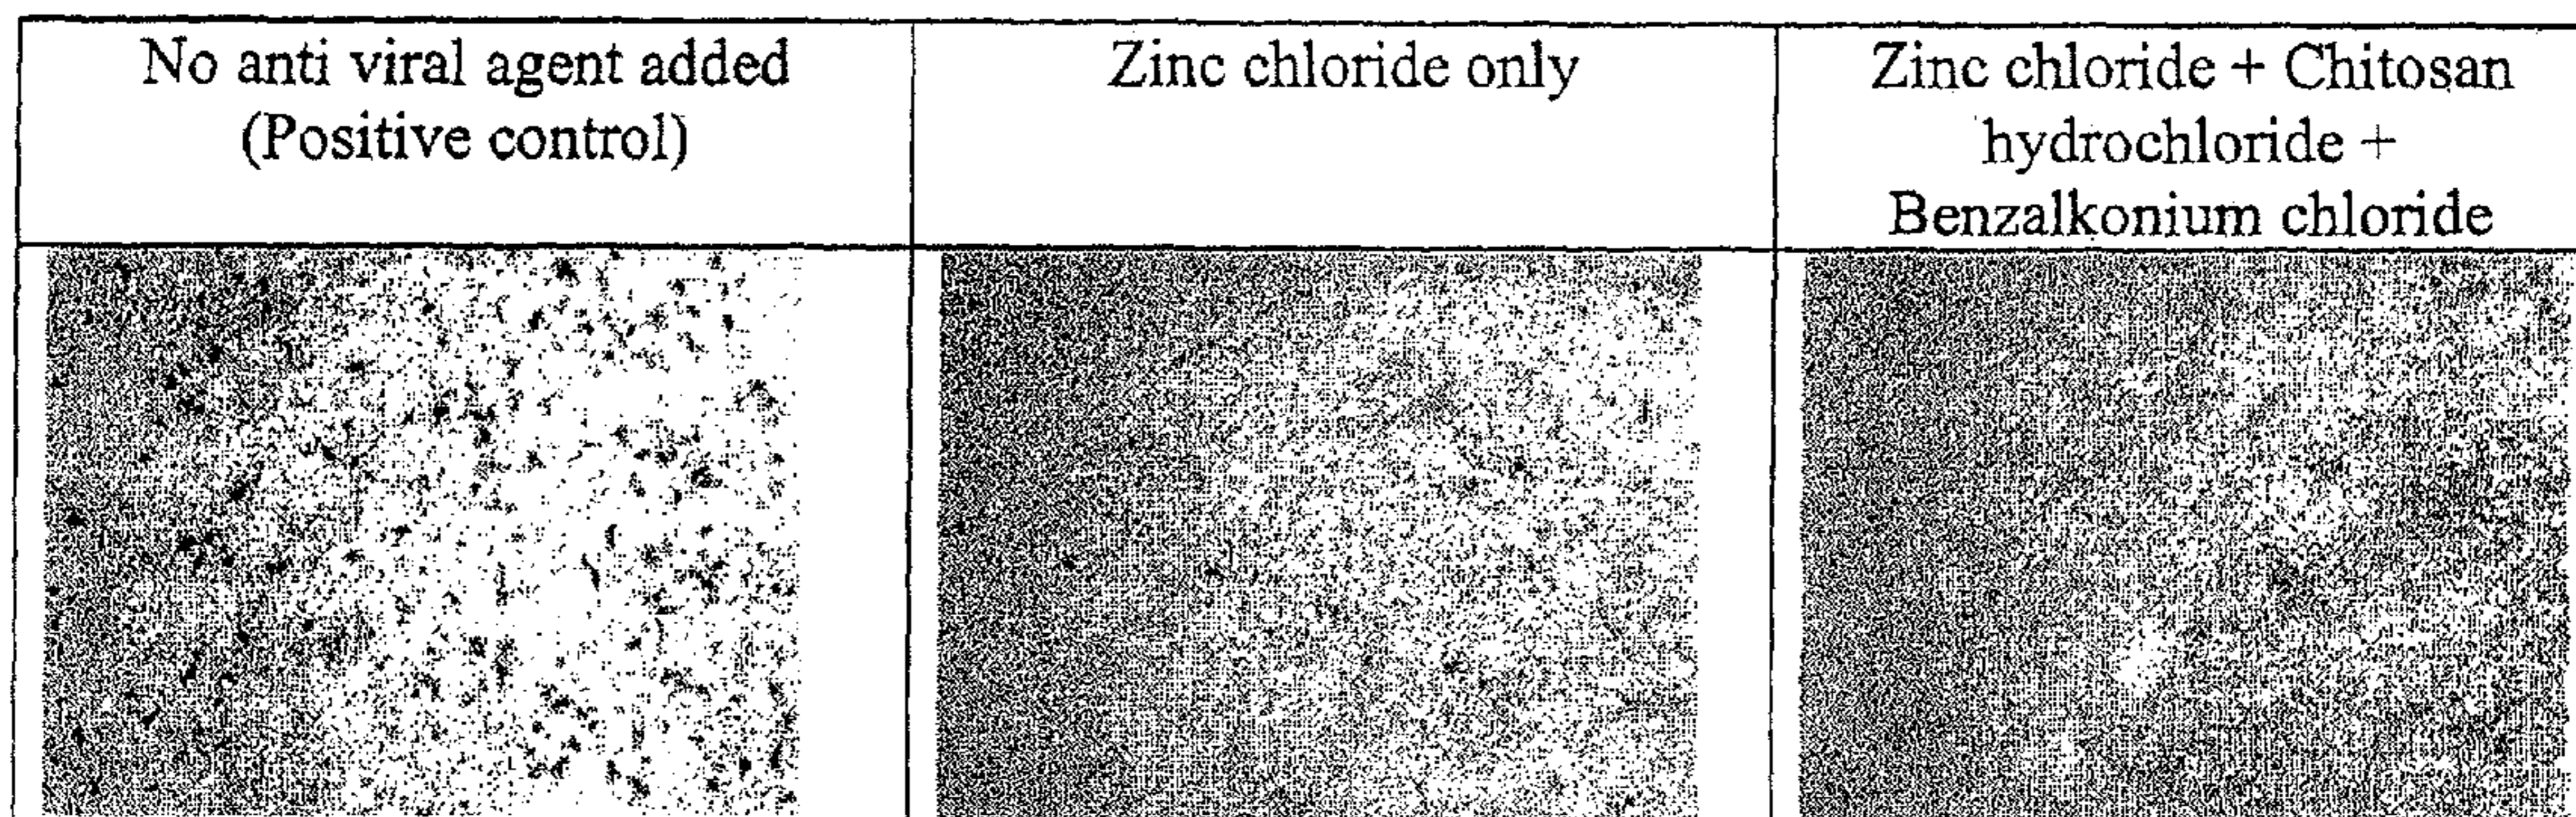 No anti viral agent added
(Positive control)
Zinc chloride only
Zinc chloride + Chitosan
hydrochloride +
Benzalkonium chloride